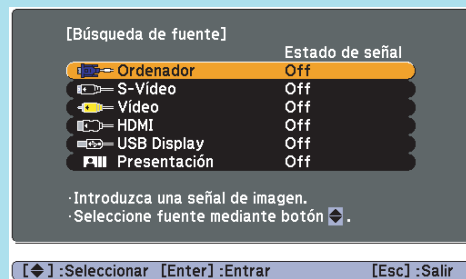 [Búsqueda de fuente]
Estado de señal
Ordenador Off
S-Vídeo Off
Vídeo Off
HDMI Off
USB Display Off
Presentación Off
·Introduzca una señal de imagen.
·Seleccione fuente mediante botón .
[ ] :Seleccionar [Enter] :Entrar [Esc] :Salir